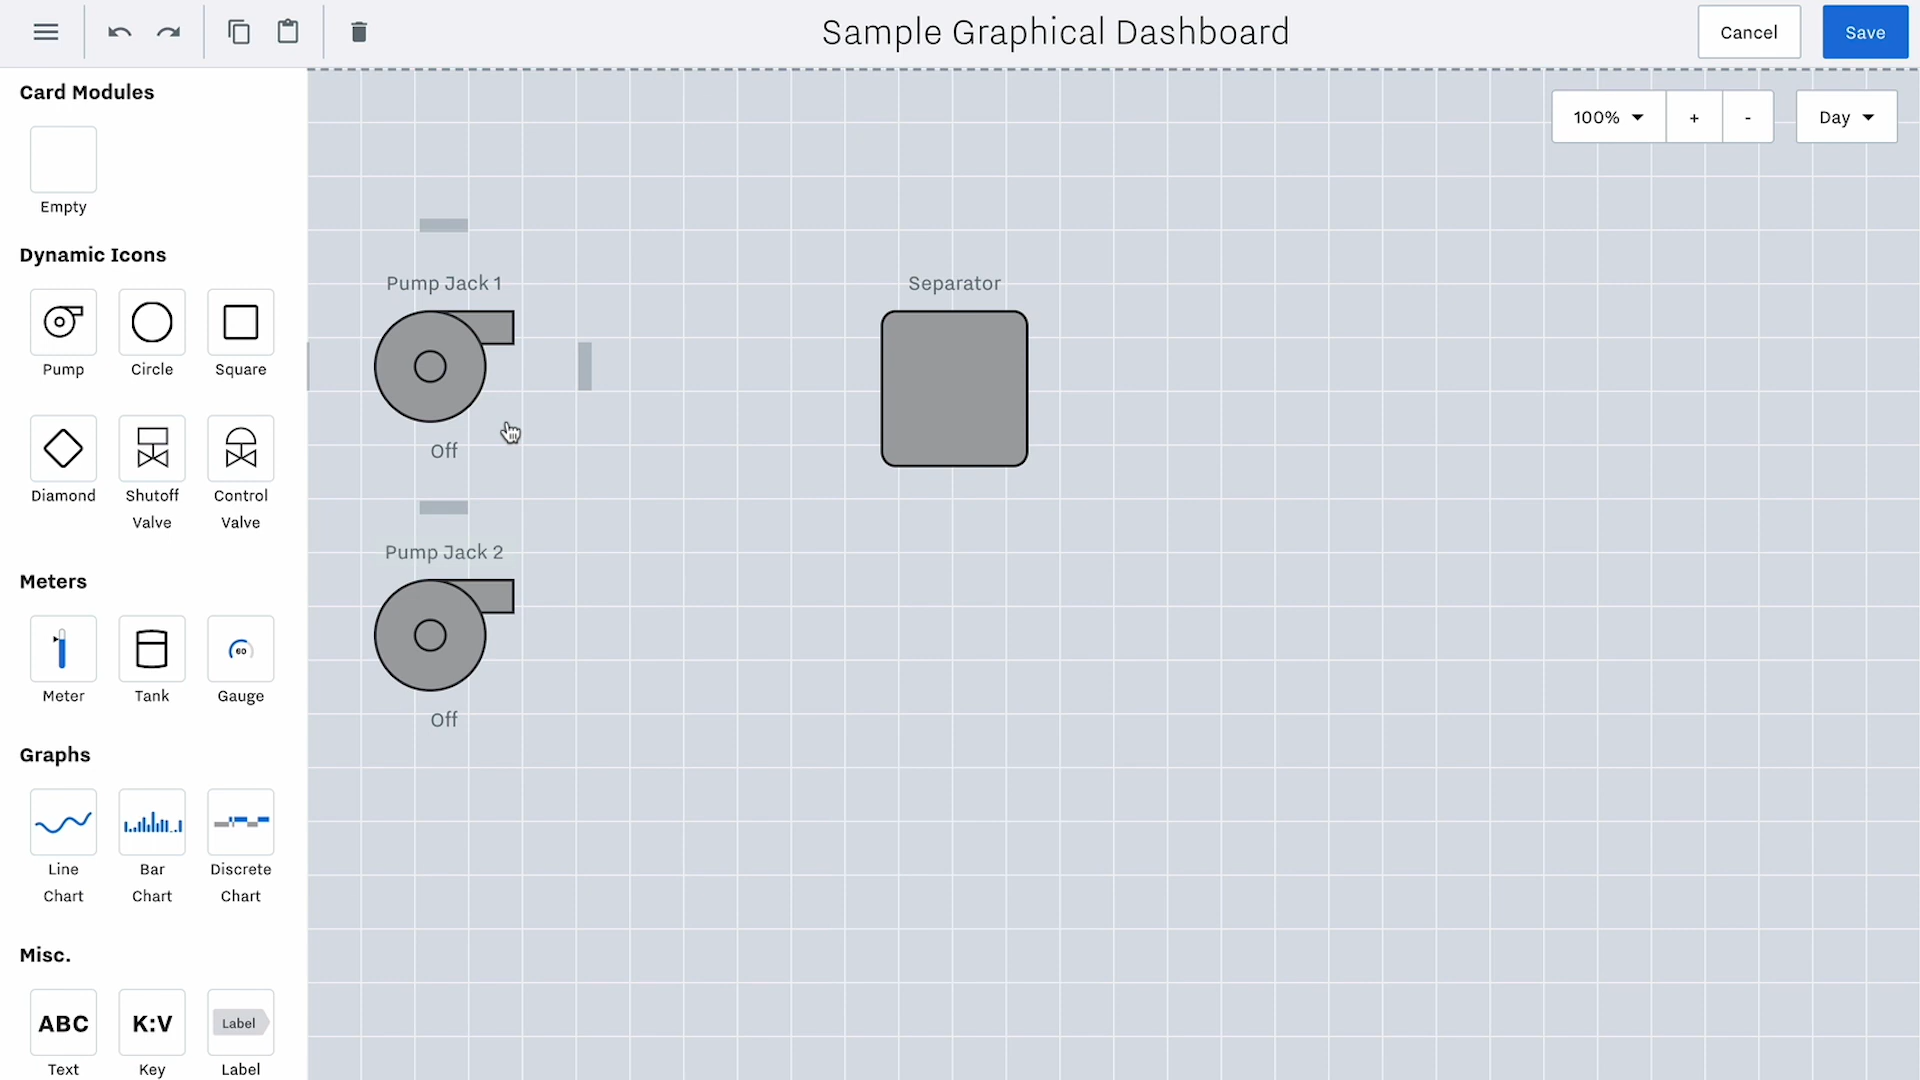 Sample Graphical Dashboard
Cancel
Save
Card Modules
100%
+
-
Day
Empty
Dynamic Icons
Pump Jack 1
Separator
Pump
Circle
Square
Off
Diamond
Shutoff
Valve
Control
Valve
Pump Jack 2
Meters
60
Meter
Tank
Gauge
Off
Graphs
Line
Chart
Bar
Chart
Discrete
Chart
Misc.
ABC
K:V
Label
Text
Key
Label